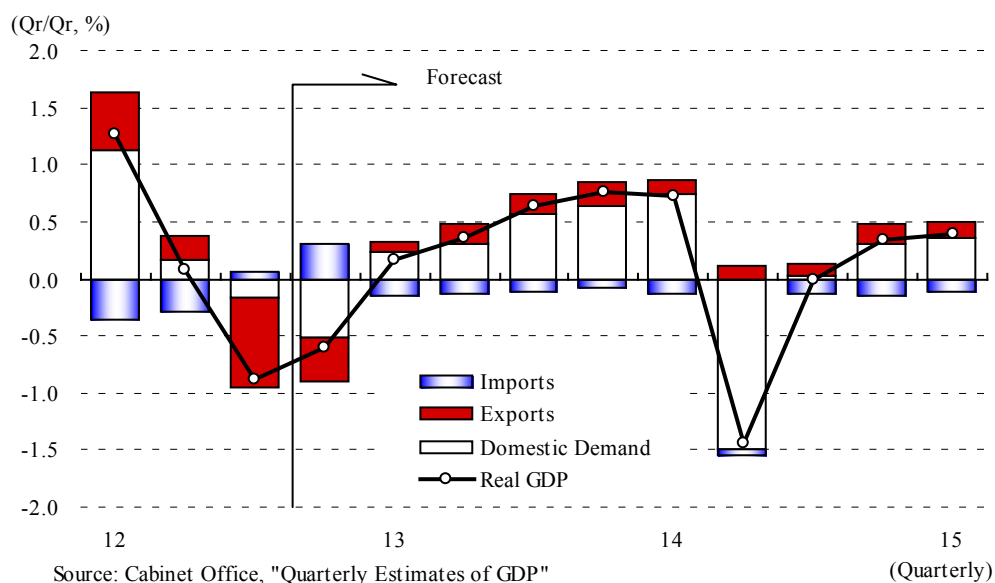 (Qr/Qr, %)
2.0
Forecast
1.5
1.0
0.5
0.0
-0.5
-1.0
-1.5
-2.0
Imports
Exports
Domestic Demand
Real GDP
12 13 14 15
Source: Cabinet Office, "Quarterly Estimates of GDP" (Quarterly)